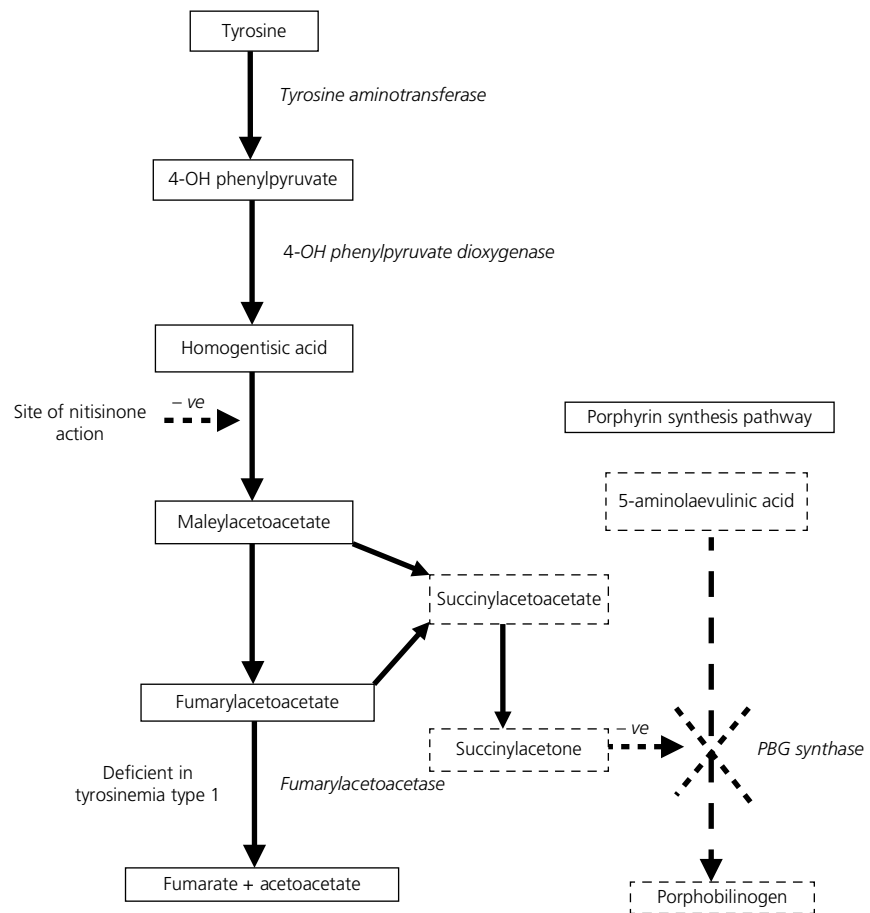 Tyrosine
Tyrosine aminotransferase
4-OH phenylpyruvate
4-OH phenylpyruvate dioxygenase
Homogentisic acid
– ve
Site of nitisinone
action
Porphyrin synthesis pathway
5-aminolaevulinic acid
Maleylacetoacetate
Succinylacetoacetate
Fumarylacetoacetate
– ve
Succinylacetone
PBG synthase
Deficient in
tyrosinemia type 1
Fumarylacetoacetase
Fumarate + acetoacetate
Porphobilinogen